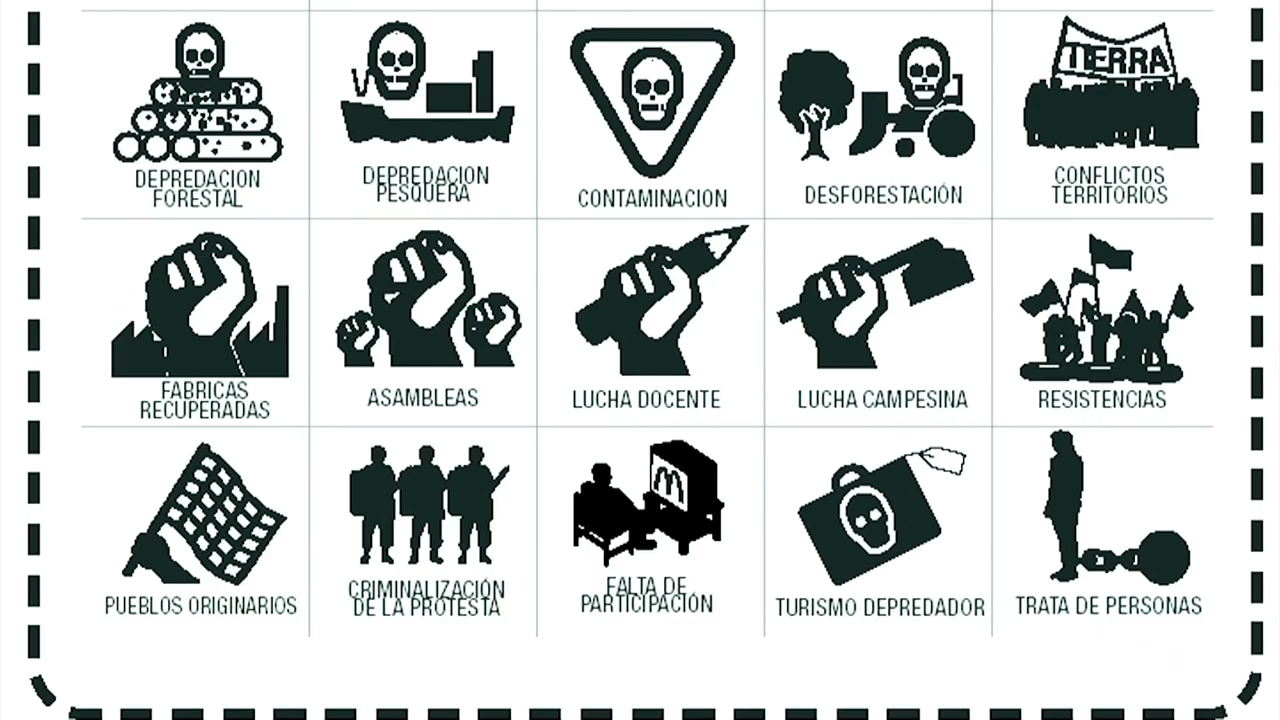 TIERRA
DEPREDACION
FORESTAL
DEPREDACION
PESQUERA
CONTAMINACION
DESFORESTACIÓN
CONFLICTOS
TERRITORIOS
FABRICAS
RECUPERADAS
ASAMBLEAS
LUCHA DOCENTE
LUCHA CAMPESINA
RESISTENCIAS
PUEBLOS ORIGINARIOS
CRIMINALIZACIÓN
DE LA PROTESTA
FALTA DE
PARTICIPACIÓN
TURISMO DEPREDADOR
TRATA DE PERSONAS